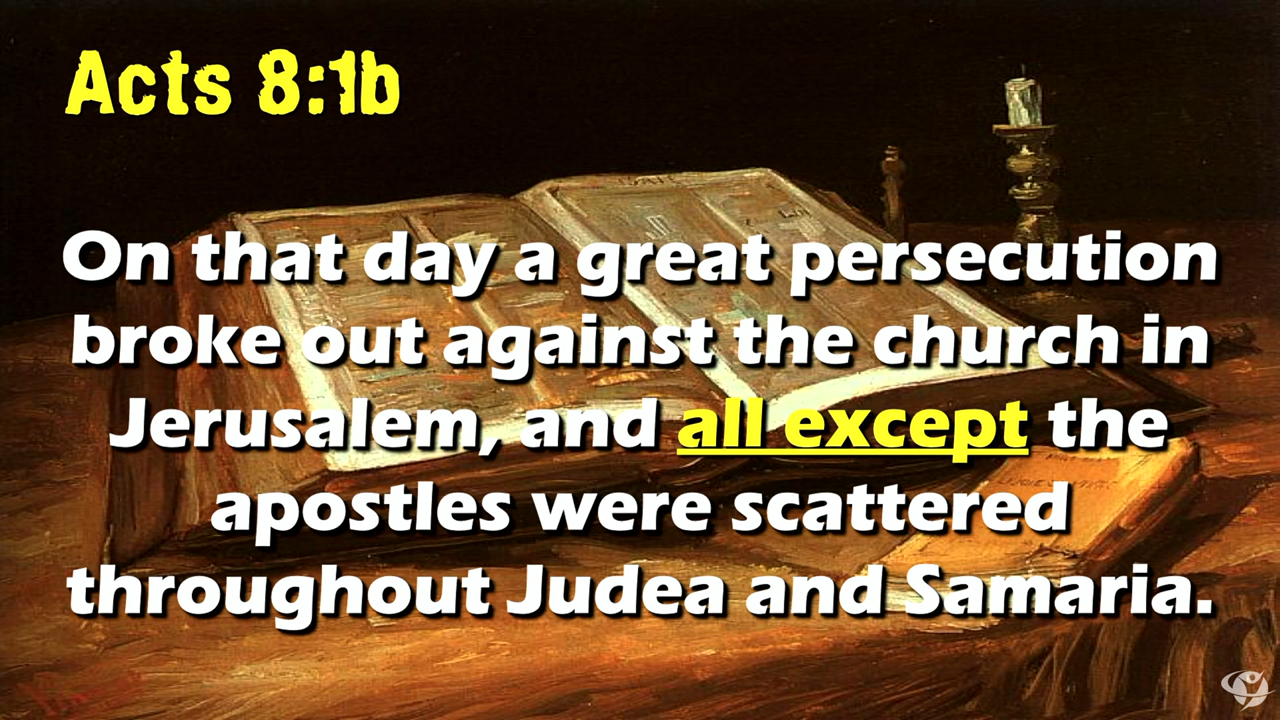 Acts 8:1b
On that day a great persecution
broke out against the church in
Jerusalem, and all except the
apostles were scattered
throughout Judea and Samaria.